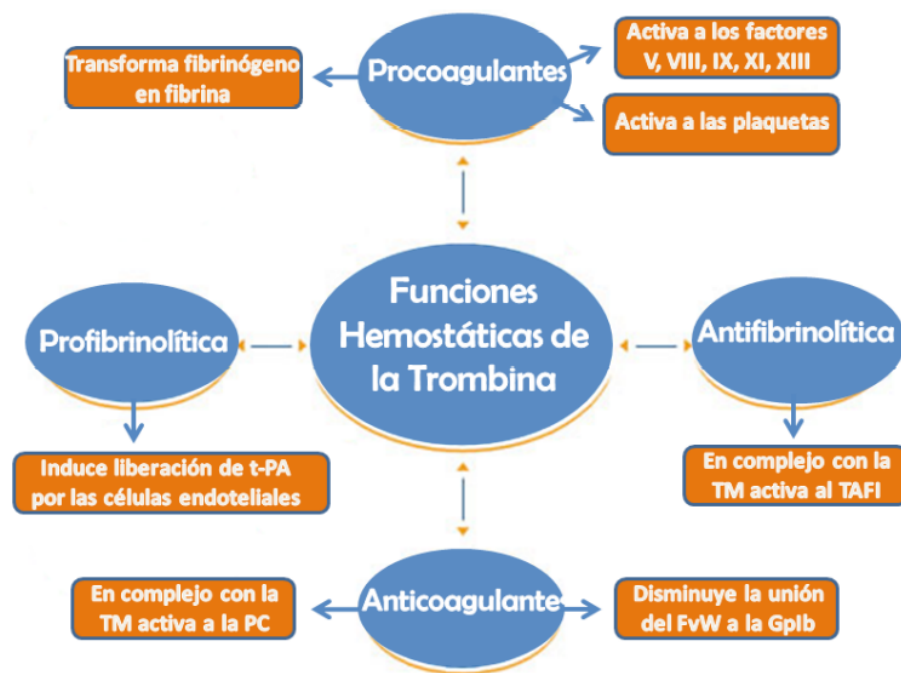 Procoagulantes
Transforma fibrinógeno
en fibrina
Activa a los factores
V, VIII, IX, XI, XIII
Activa a las plaquetas
Funciones
Hemostáticas de
la Trombina
Profibrinolítica
Antifibrinolítica
Induce liberación de t-PA
por las células endoteliales
En complejo con la
TM activa al TAFI
Anticoagulante
En complejo con la
TM activa a la PC
Disminuye la unión
del FvW a la GpIb